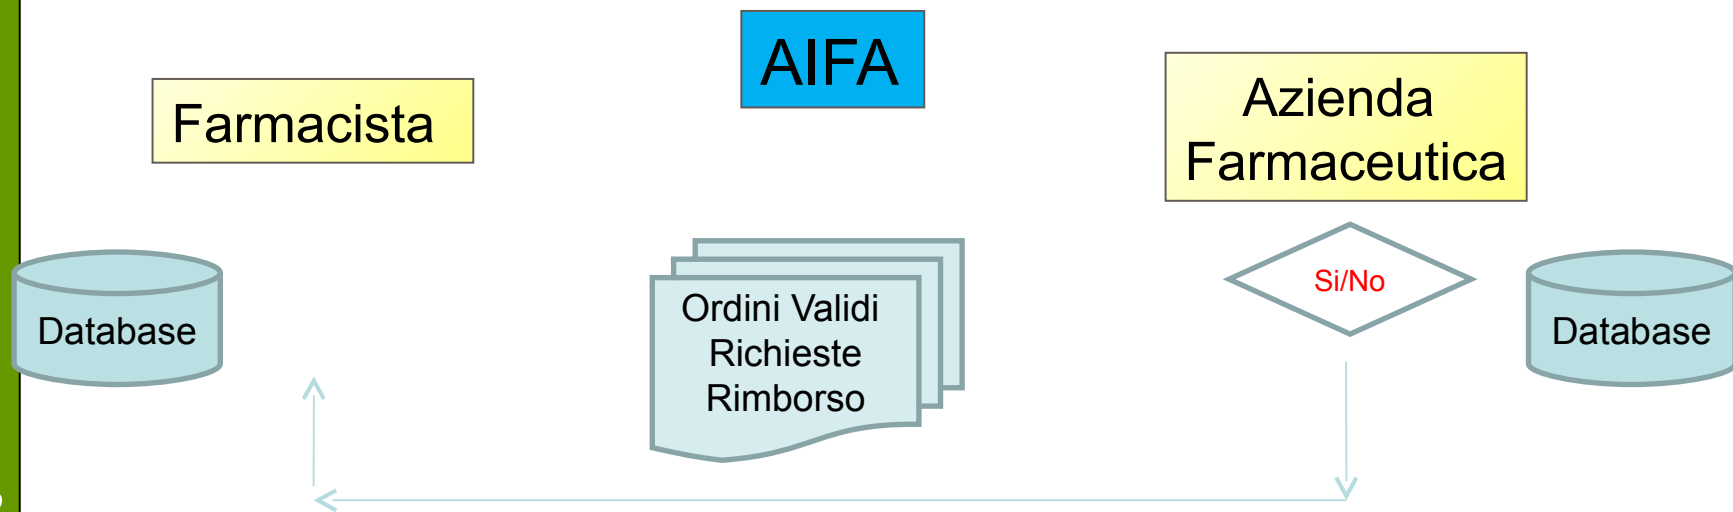 AIFA
Farmacista
Azienda
Farmaceutica
Database
Ordini Validi
Richieste
Rimborso
Si/No
Database